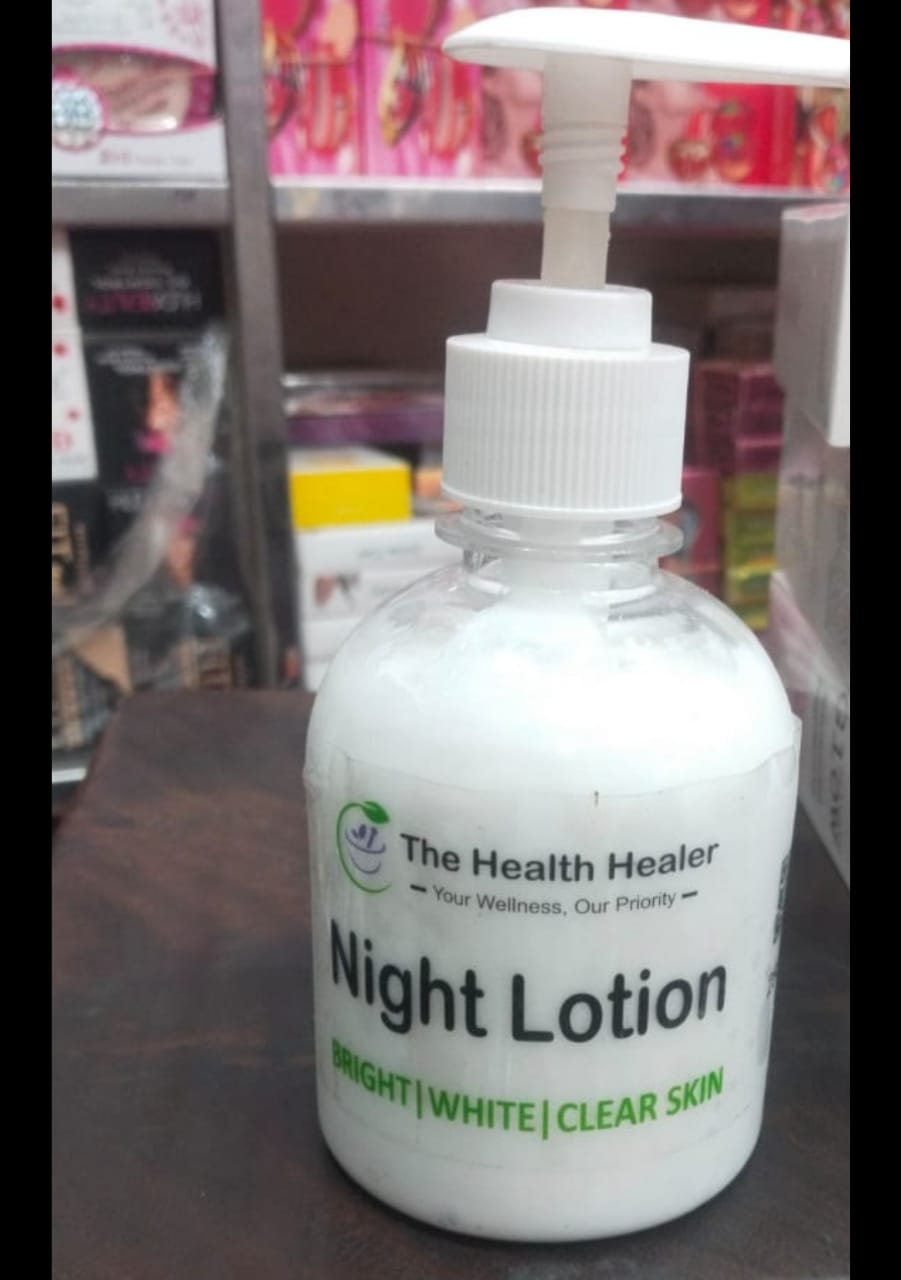 The Health Healer
Your Wellness, Our Priority
Night Lotion
BRIGHT|WHITE|CLEAR SKIN